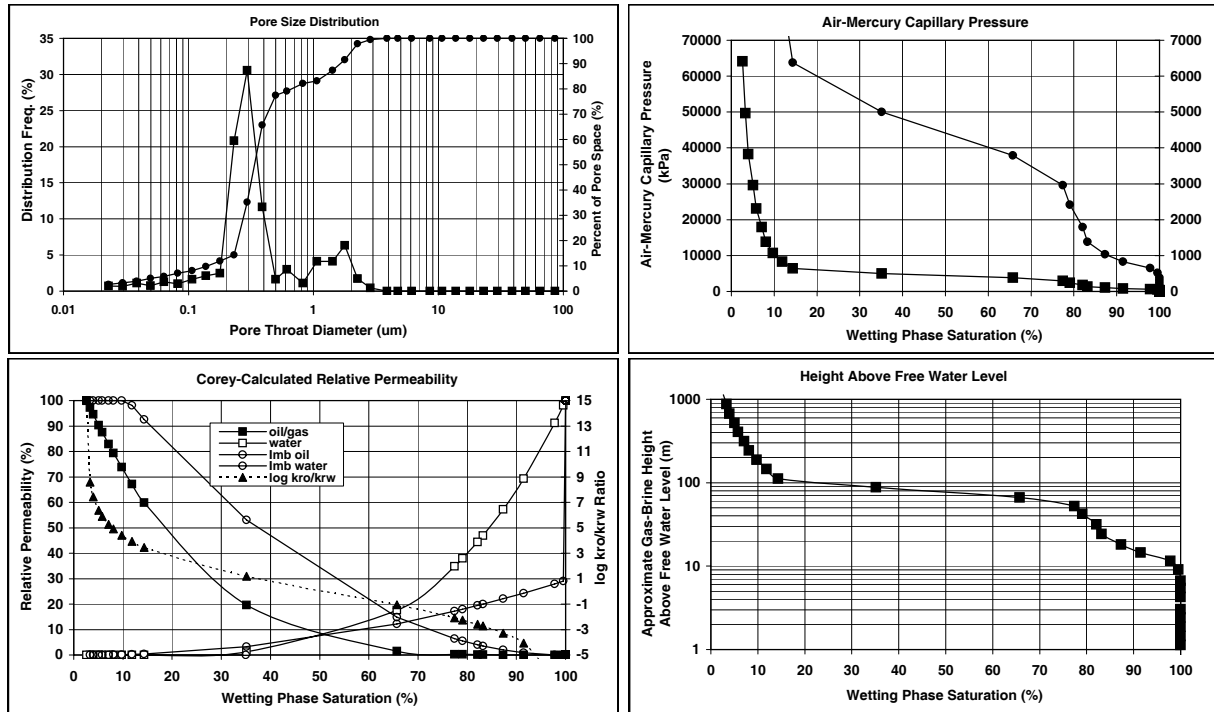 Pore Size Distribution
35
30
25
20
15
10
5
0
Distribution Freq. (%)
100
90
80
70
60
50
40
30
20
10
0
Percent of Pore Space (%)
0.01 0.1 1 10 100
Pore Throat Diameter (um)
Air-Mercury Capillary Pressure
70000
60000
50000
40000
30000
20000
10000
0
Air-Mercury Capillary Pressure
(kPa)
7000
6000
5000
4000
3000
2000
1000
0
0 10 20 30 40 50 60 70 80 90 100
Wetting Phase Saturation (%)
Corey-Calculated Relative Permeability
100
90
80
70
60
50
40
30
20
10
0
Relative Permeability (%)
oil/gas
water
Imb oil
Imb water
log kro/krw
15
13
11
9
7
5
3
1
-1
-3
-5
log kro/krw Ratio
0 10 20 30 40 50 60 70 80 90 100
Wetting Phase Saturation (%)
Height Above Free Water Level
1000
100
10
1
Approximate Gas-Brine Height
Above Free Water Level (m)
0 10 20 30 40 50 60 70 80 90 100
Wetting Phase Saturation (%)